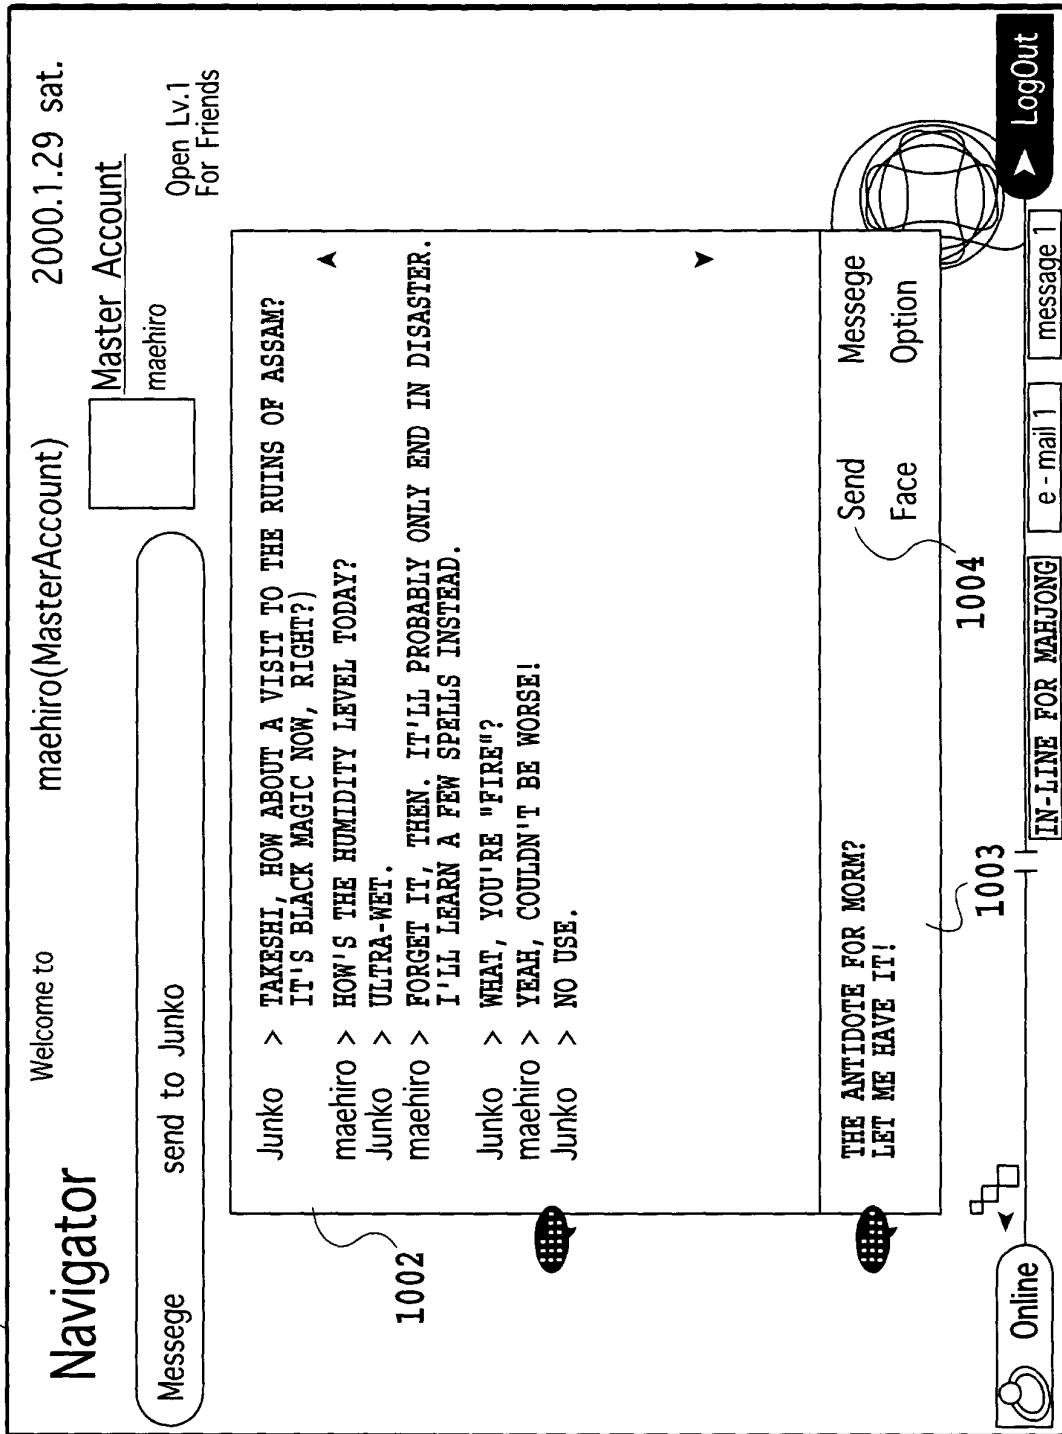 Welcome to maehiro(MasterAccount) 2000.1.29 sat.
Navigator
Master Account
maehiro
Open Lv.1
For Friends
Messege send to Junko
Junko > TAKESHI, HOW ABOUT A VISIT TO THE RUINS OF ASSAM?
IT'S BLACK MAGIC NOW, RIGHT?)
maehiro > HOW'S THE HUMIDITY LEVEL TODAY?
Junko > ULTRA-WET.
maehiro > FORGET IT, THEN. IT'LL PROBABLY ONLY END IN DISASTER.
I'LL LEARN A FEW SPELLS INSTEAD.
Junko > WHAT, YOU'RE "FIRE"?
maehiro > YEAH, COULDN'T BE WORSE!
Junko > NO USE.
1002
THE ANTIDOTE FOR MORM?
LET ME HAVE IT!
Send Messege
Face Option
1004
1003
Online
IN-LINE FOR MAHJONG e - mail 1 message 1
LogOut